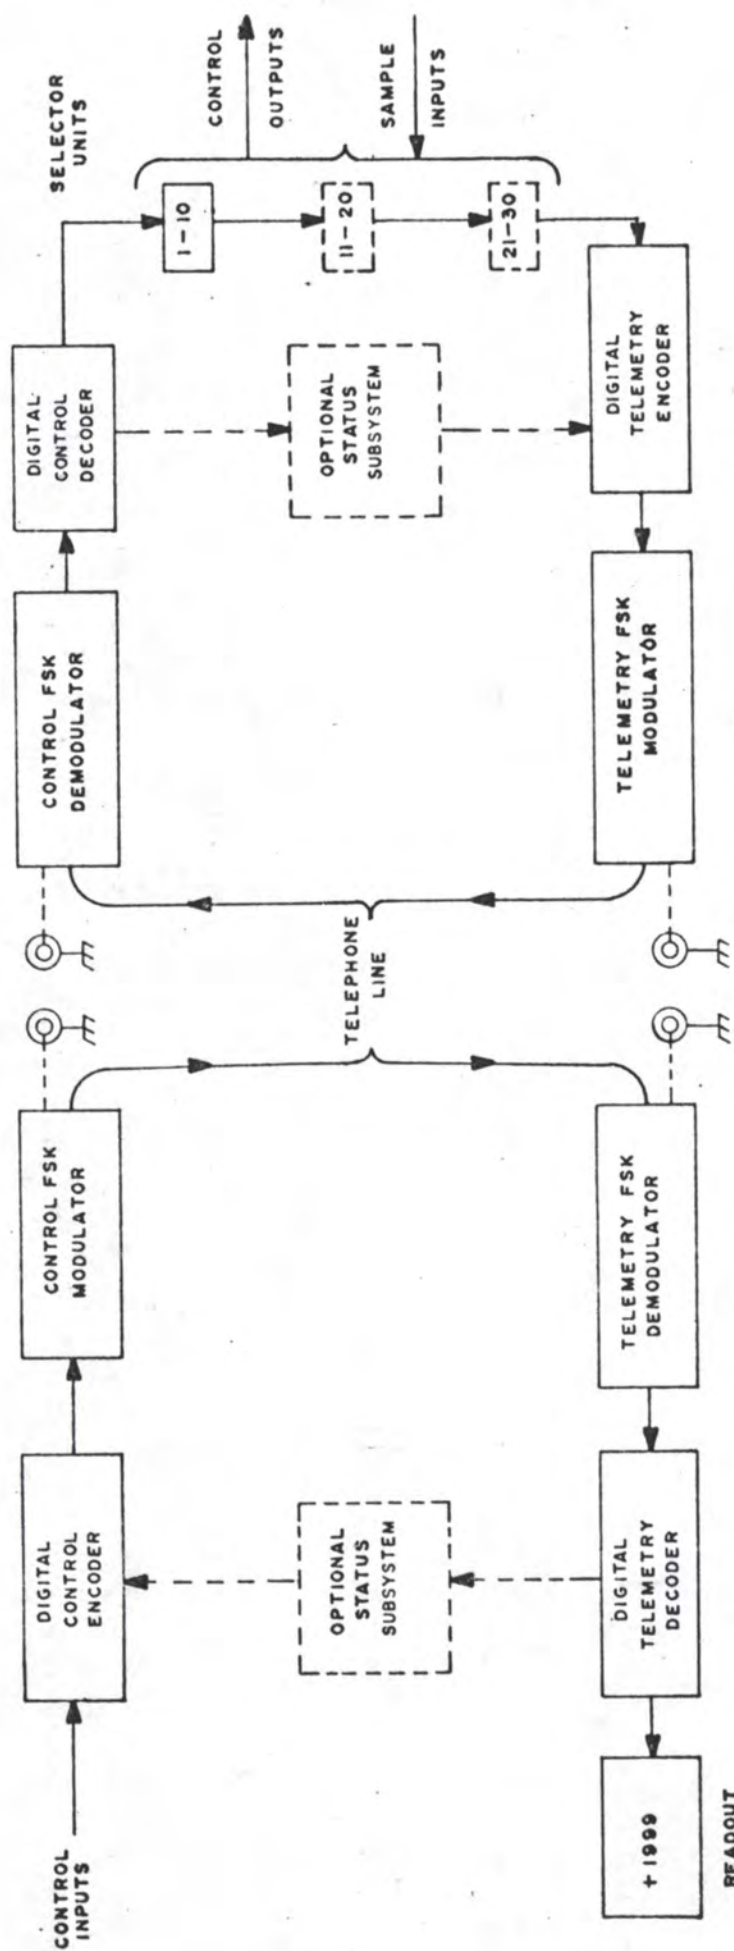 CONTROL
INPUTS
DIGITAL
CONTROL
ENCODER
CONTROL FSK
MODULATOR
CONTROL FSK
DEMODULATOR
DIGITAL
CONTROL
DECODER
SELECTOR
UNITS
1-10
11-20
21-30
CONTROL
OUTPUTS
SAMPLE
INPUTS
OPTIONAL
STATUS
SUBSYSTEM
TELEPHONE
LINE
OPTIONAL
STATUS
SUBSYSTEM
+1999
READOUT
DIGITAL
TELEMETRY
DECODER
TELEMETRY FSK
DEMODULATOR
TELEMETRY FSK
MODULATOR
DIGITAL
TELEMETRY
ENCODER